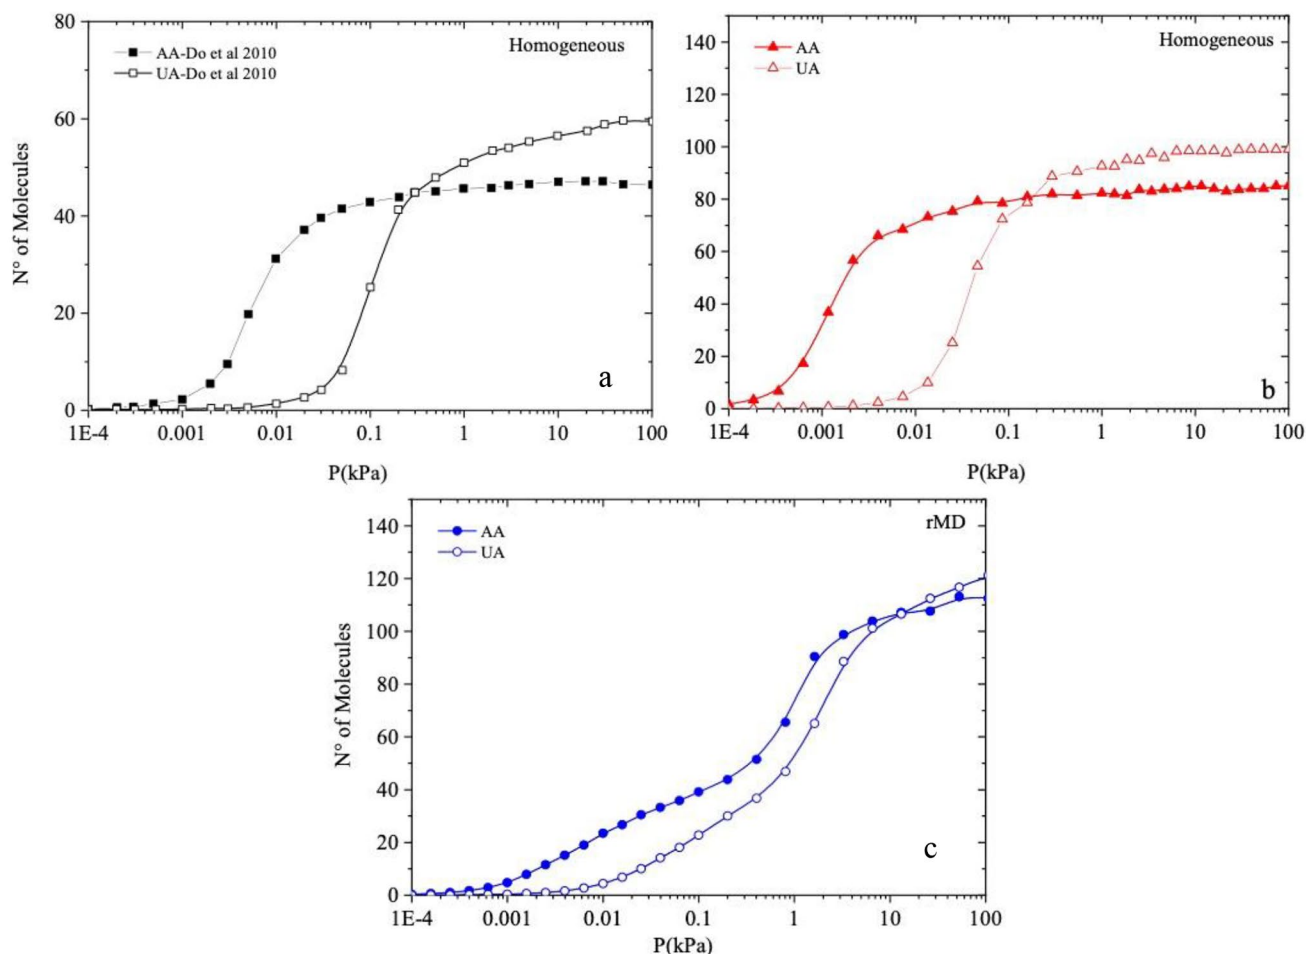 Homogeneous
AA-Do et al 2010
UA-Do et al 2010
80
60
40
20
0
N° of Molecules
1E-4 0.001 0.01 0.1 1 10 100
P(kPa)
a
Homogeneous
AA
UA
140
120
100
80
60
40
20
0
1E-4 0.001 0.01 0.1 1 10 100
P(kPa)
b
rMD
AA
UA
140
120
100
80
60
40
20
0
N° of Molecules
1E-4 0.001 0.01 0.1 1 10 100
P(kPa)
c